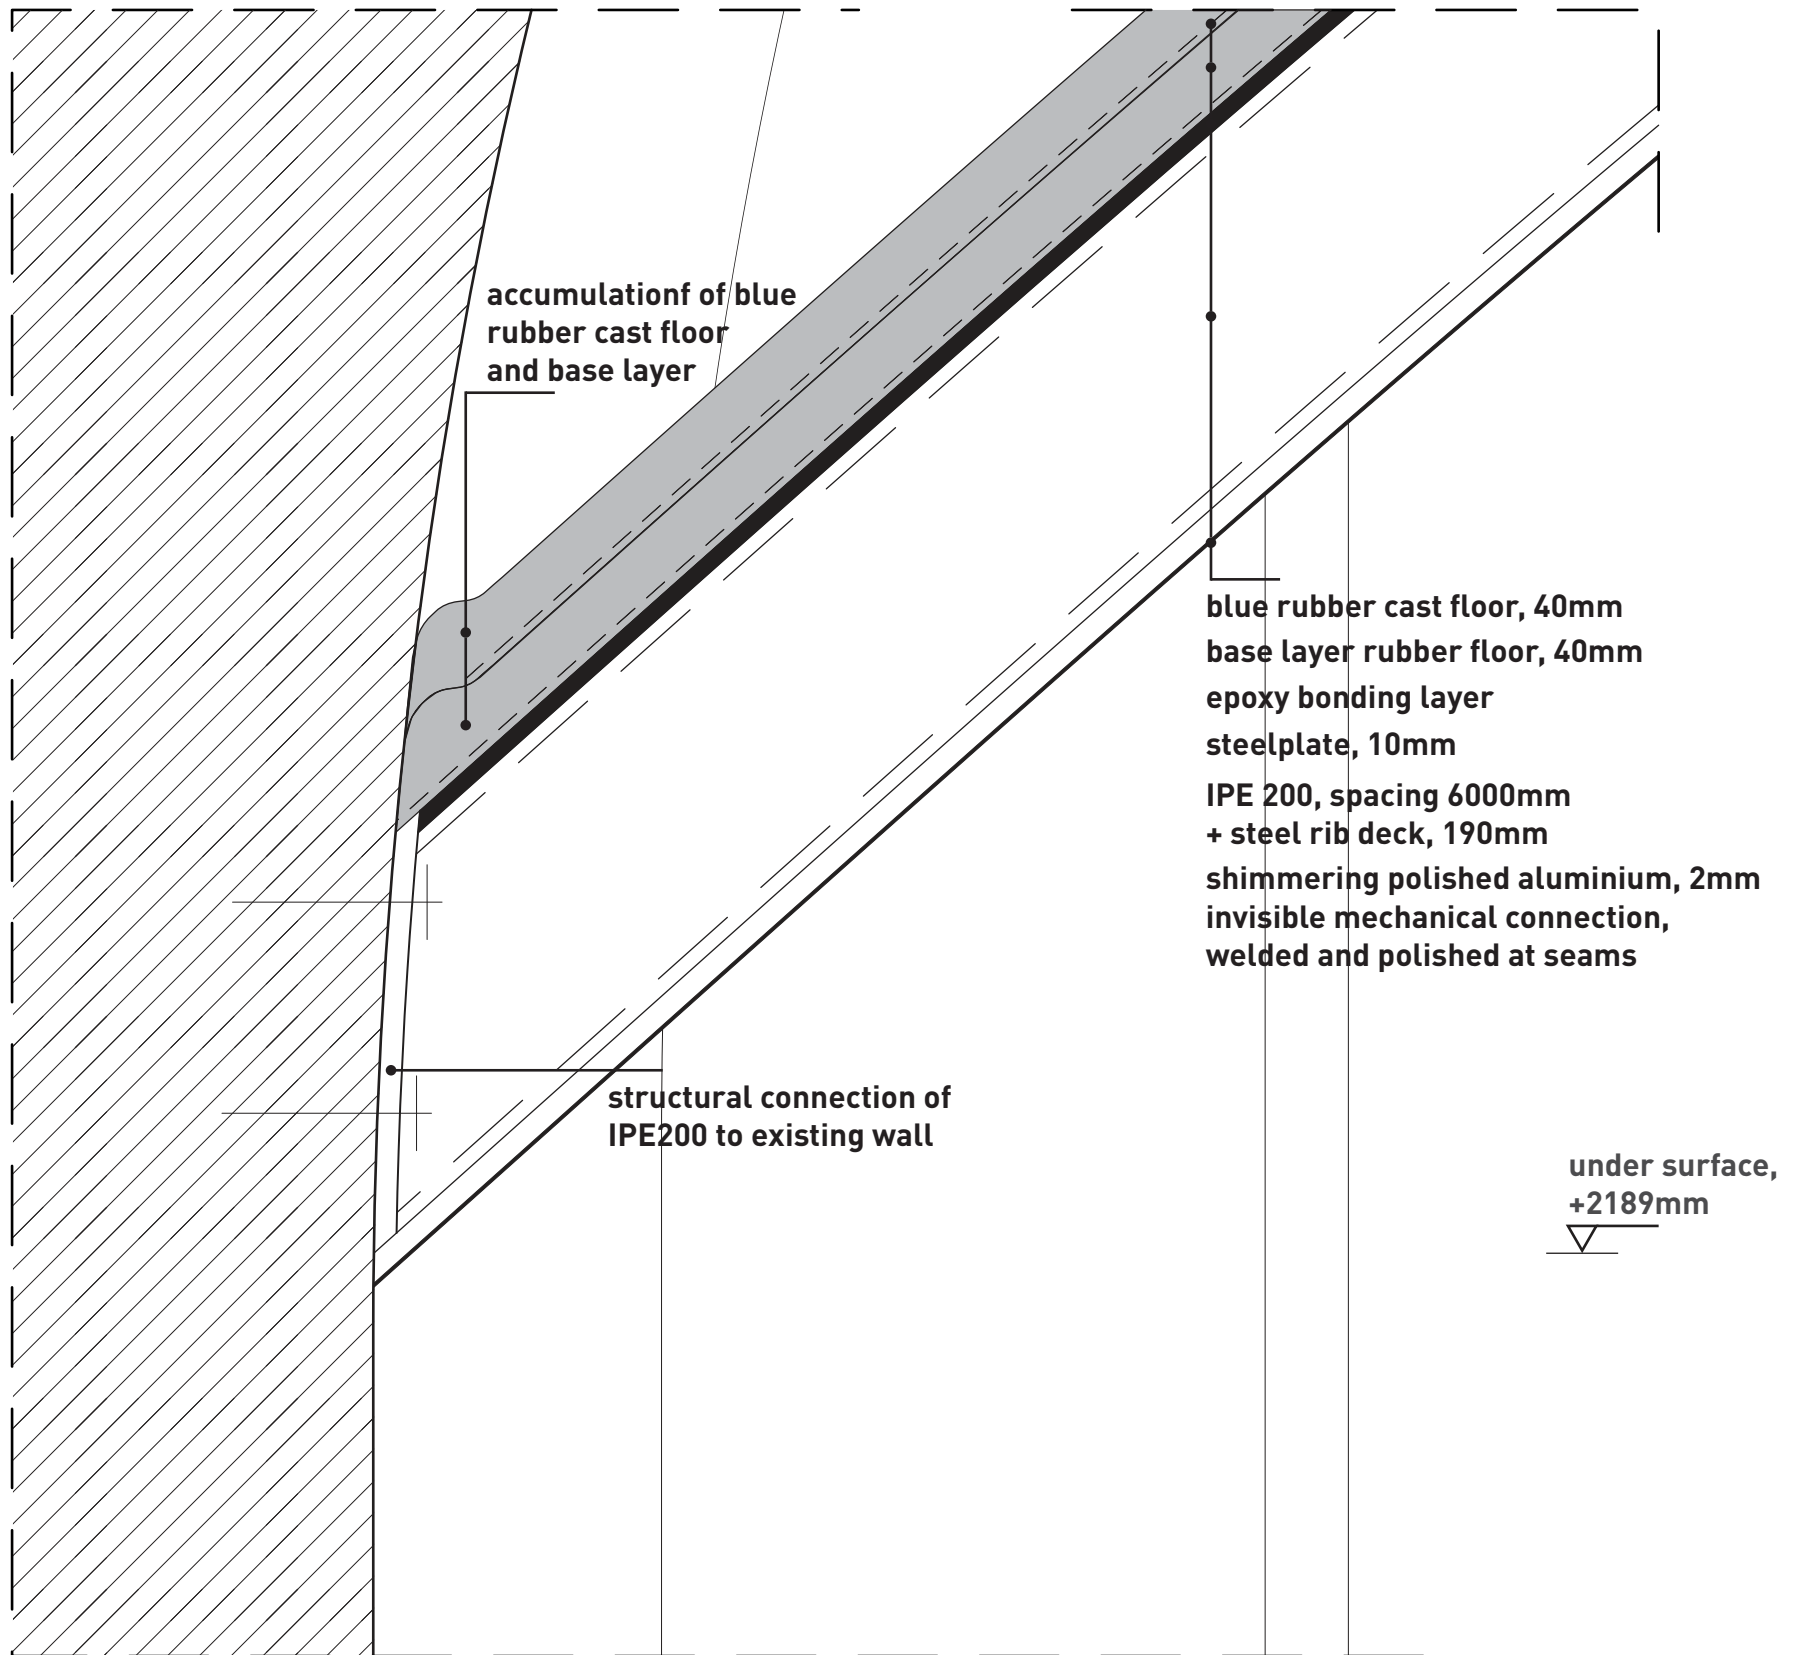 accumulationf of blue
rubber cast floor
and base layer
blue rubber cast floor, 40mm
base layer rubber floor, 40mm
epoxy bonding layer
steelplate, 10mm
IPE 200, spacing 6000mm
+ steel rib deck, 190mm
shimmering polished aluminium, 2mm
invisible mechanical connection,
welded and polished at seams
structural connection of
IPE200 to existing wall
under surface,
+2189mm